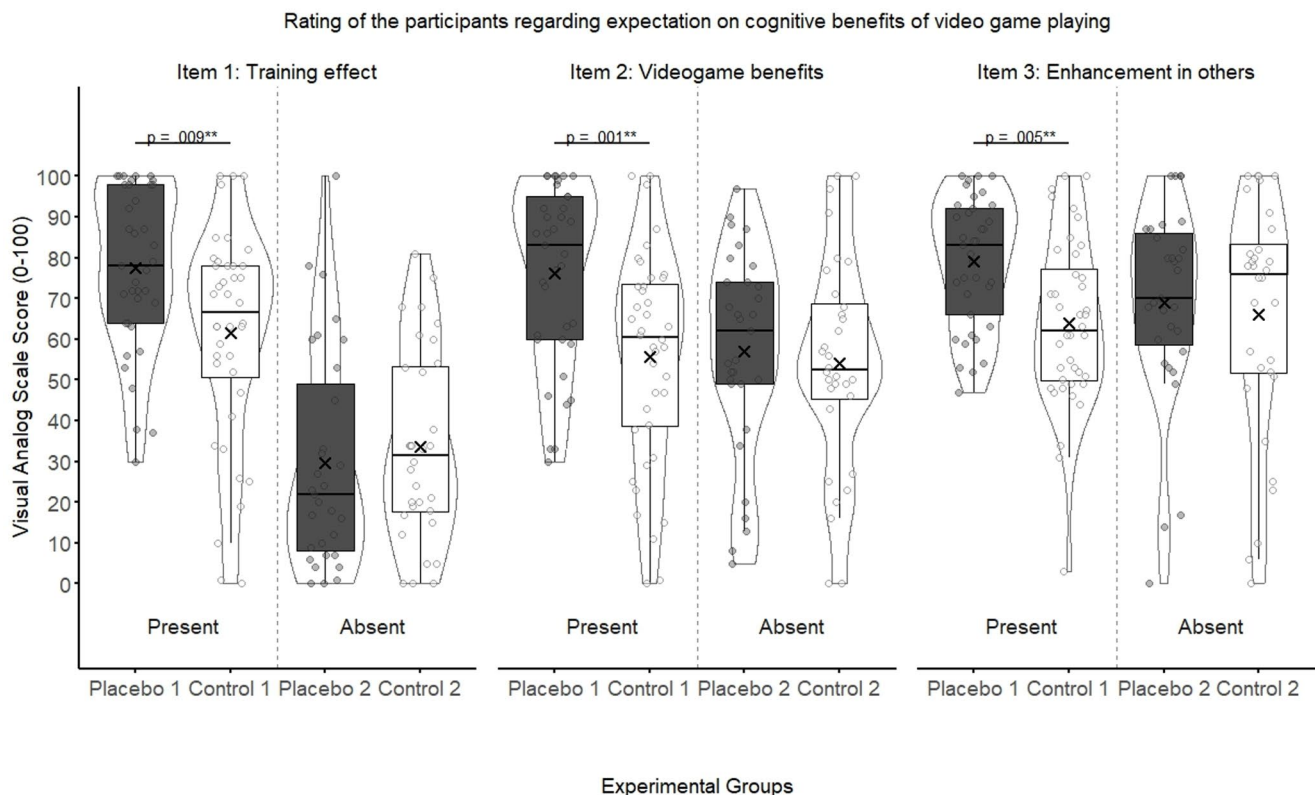 Rating of the participants regarding expectation on cognitive benefits of video game playing
Item 1: Training effect
Item 2: Videogame benefits
Item 3: Enhancement in others
p = .009**
p = .001**
p = .005**
Visual Analog Scale Score (0-100)
100
90
80
70
60
50
40
30
20
10
0
Present Absent Present Absent Present Absent
Placebo 1 Control 1 Placebo 2 Control 2 Placebo 1 Control 1 Placebo 2 Control 2 Placebo 1 Control 1 Placebo 2 Control 2
Experimental Groups